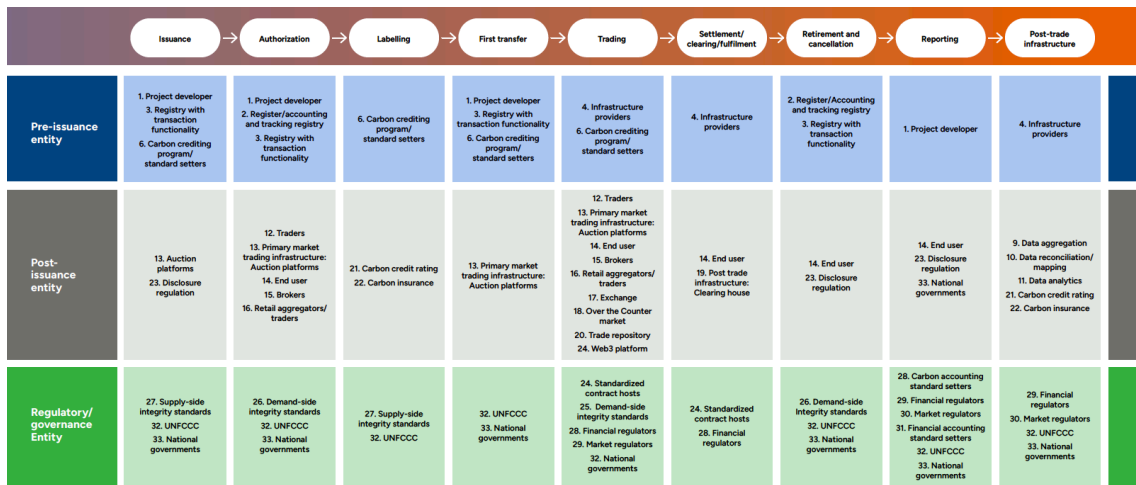 Issuance
Authorization
Labelling
First transfer
Trading
Settlement/
clearing/fulfilment
Retirement and
cancellation
Reporting
Post-trade
infrastructure
Pre-issuance
entity
1. Project developer
3. Registry with
transaction
functionality
6. Carbon crediting
program/
standard setters
1. Project developer
2. Register/accounting
and tracking registry
3. Registry with
transaction
functionality
6. Carbon crediting
program/
standard setters
1. Project developer
3. Registry with
transaction functionality
6. Carbon crediting
program/
standard setters
4. Infrastructure
providers
6. Carbon crediting
program/
standard setters
4. Infrastructure
providers
2. Register/Accounting
and tracking registry
3. Registry with
transaction
functionality
1. Project developer
4. Infrastructure
providers
Post-
issuance
entity
13. Auction
platforms
23. Disclosure
regulation
12. Traders
13. Primary market
trading infrastructure:
Auction platforms
14. End user
15. Brokers
16. Retail aggregators/
traders
21. Carbon credit rating
22. Carbon insurance
13. Primary market
trading infrastructure:
Auction platforms
12. Traders
13. Primary market
trading infrastructure:
Auction platforms
14. End user
15. Brokers
16. Retail aggregators/
traders
17. Exchange
18. Over the Counter
market
20. Trade repository
24. Web3 platform
14. End user
19. Post trade
infrastructure:
Clearing house
14. End user
23. Disclosure
regulation
14. End user
23. Disclosure
regulation
33. National
governments
9. Data aggregation
10. Data reconciliation/
mapping
11. Data analytics
21. Carbon credit rating
22. Carbon insurance
Regulatory/
governance
Entity
27. Supply-side
integrity standards
32. UNFCCC
33. National
governments
26. Demand-side
integrity standards
32. UNFCCC
33. National
governments
27. Supply-side
integrity standards
32. UNFCCC
32. UNFCCC
33. National
governments
24. Standardized
contract hosts
25. Demand-side
integrity standards
28. Financial regulators
29. Market regulators
32. National
governments
24. Standardized
contract hosts
28. Financial
regulators
26. Demand-side
Integrity standards
32. UNFCCC
33. National
governments
28. Carbon accounting
standard setters
29. Financial regulators
30. Market regulators
31. Financial accounting
standard setters
32. UNFCCC
33. National
governments
29. Financial
regulators
30. Market regulators
32. UNFCCC
33. National
governments